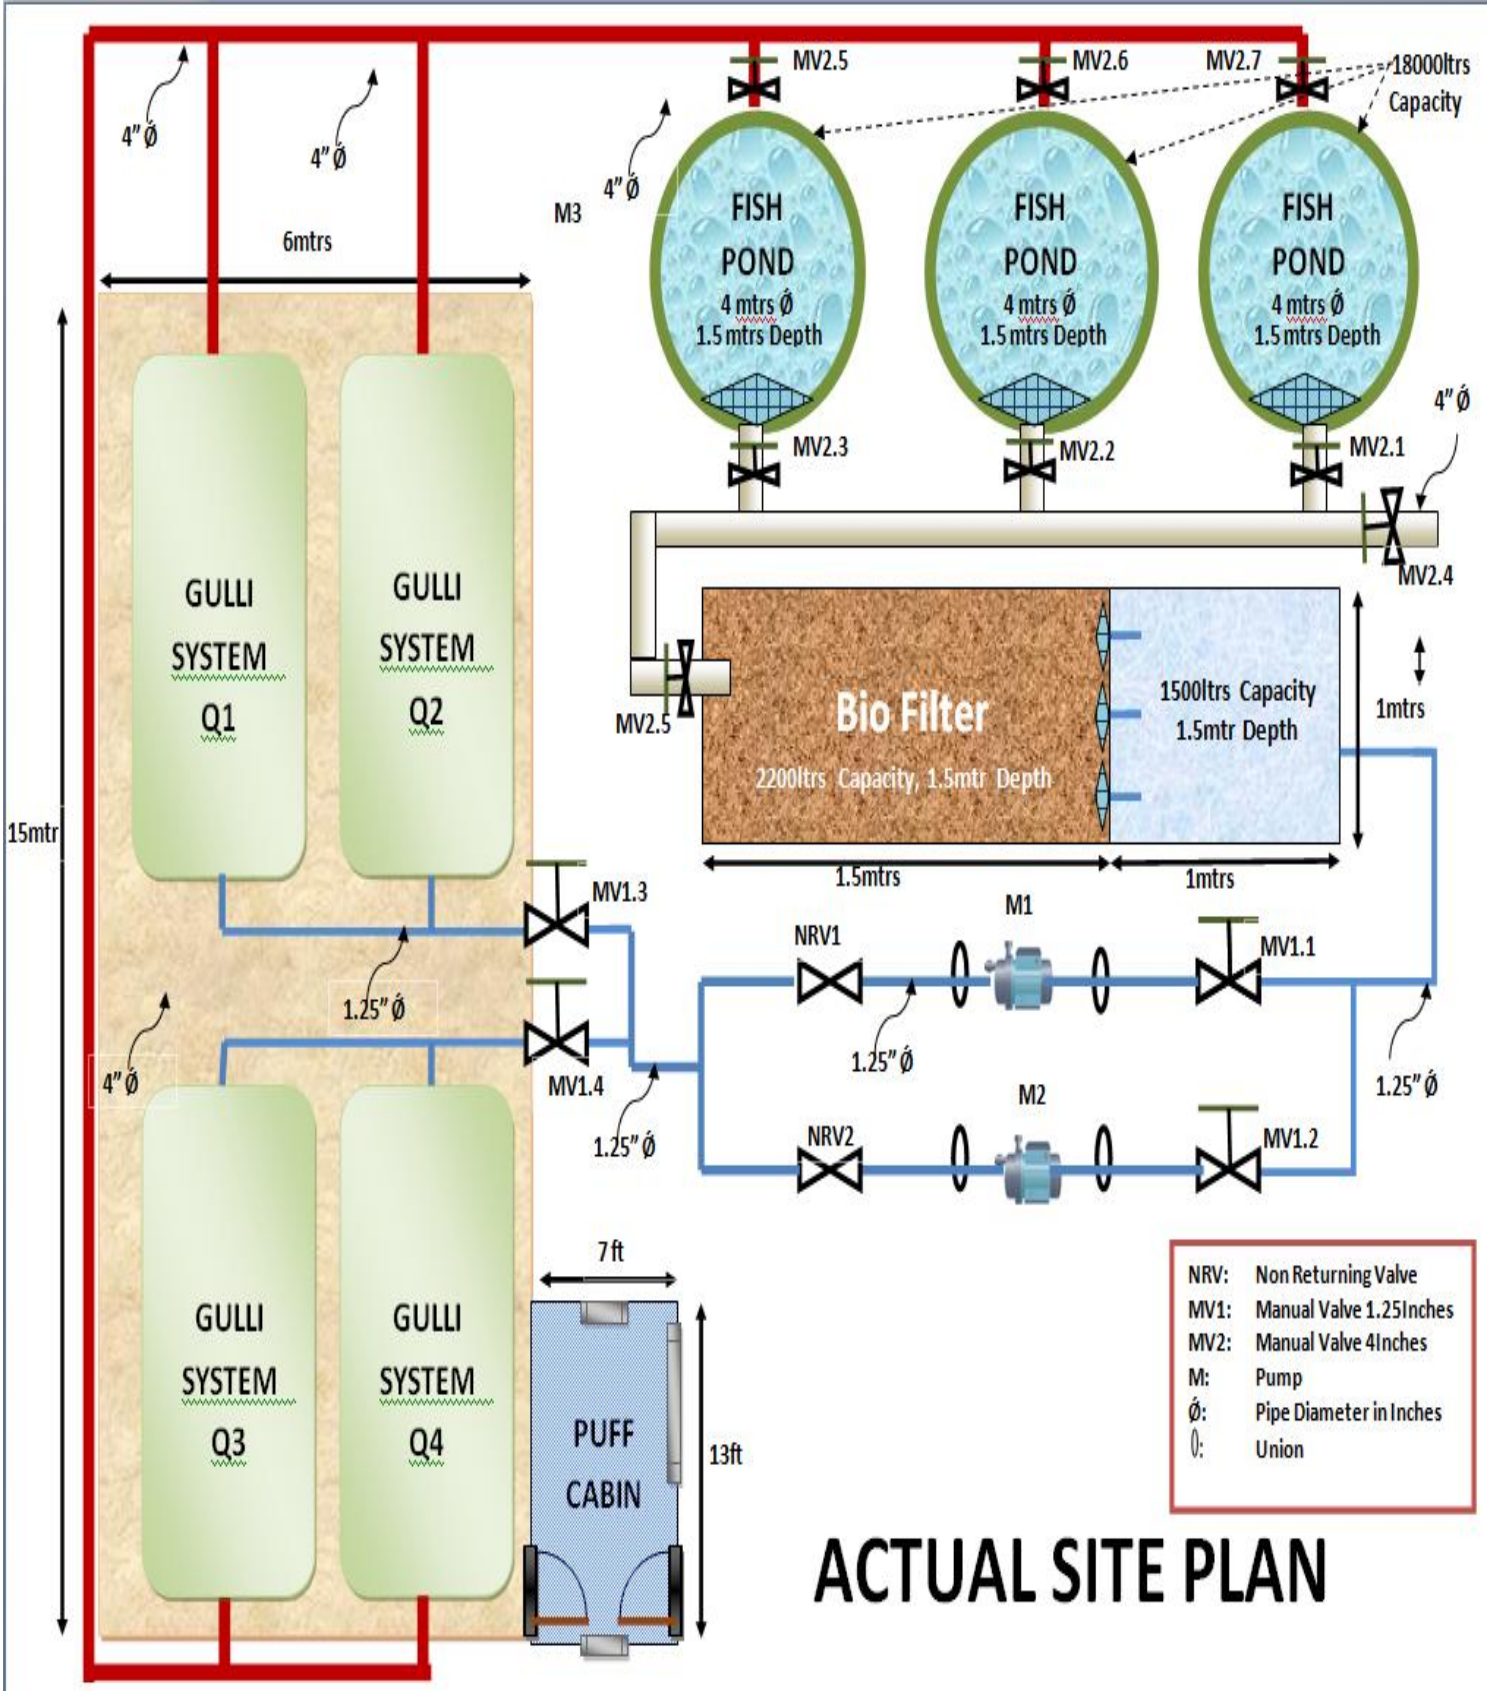 MV2.5
MV2.6
MV2.7
18000ltrs
Capacity
4" Ǿ
4" Ǿ
4" Ǿ
M3
6mtrs
FISH
POND
4 mtrs Ǿ
1.5 mtrs Depth
FISH
POND
4 mtrs Ǿ
1.5 mtrs Depth
FISH
POND
4 mtrs Ǿ
1.5 mtrs Depth
4" Ǿ
MV2.3
MV2.2
MV2.1
MV2.4
GULLI
SYSTEM
Q1
GULLI
SYSTEM
Q2
MV2.5
Bio Filter
2200ltrs Capacity, 1.5mtr Depth
1500ltrs Capacity
1.5mtr Depth
1mtrs
15mtr
1.5mtrs
1mtrs
MV1.3
M1
NRV1
MV1.1
1.25" Ǿ
1.25" Ǿ
4" Ǿ
MV1.4
1.25" Ǿ
1.25" Ǿ
M2
NRV2
MV1.2
7 ft
GULLI
SYSTEM
Q3
GULLI
SYSTEM
Q4
PUFF
CABIN
13ft
NRV: Non Returning Valve
MV1: Manual Valve 1.25Inches
MV2: Manual Valve 4Inches
M: Pump
Ǿ: Pipe Diameter in Inches
0: Union
ACTUAL SITE PLAN